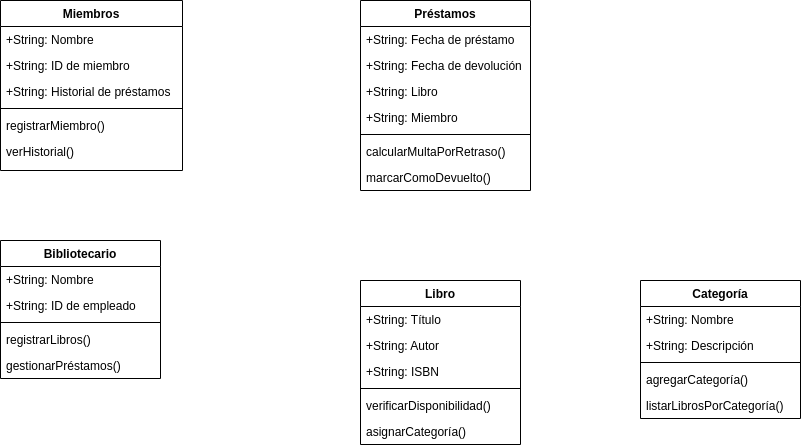 Miembros
+String: Nombre
+String: ID de miembro
+String: Historial de préstamos
registrarMiembro()
verHistorial()
Préstamos
+String: Fecha de préstamo
+String: Fecha de devolución
+String: Libro
+String: Miembro
calcularMultaPorRetraso()
marcarComoDevuelto()
Bibliotecario
+String: Nombre
+String: ID de empleado
registrarLibros()
gestionarPréstamos()
Libro
+String: Título
+String: Autor
+String: ISBN
verificarDisponibilidad()
asignarCategoría()
Categoría
+String: Nombre
+String: Descripción
agregarCategoría()
listarLibrosPorCategoría()